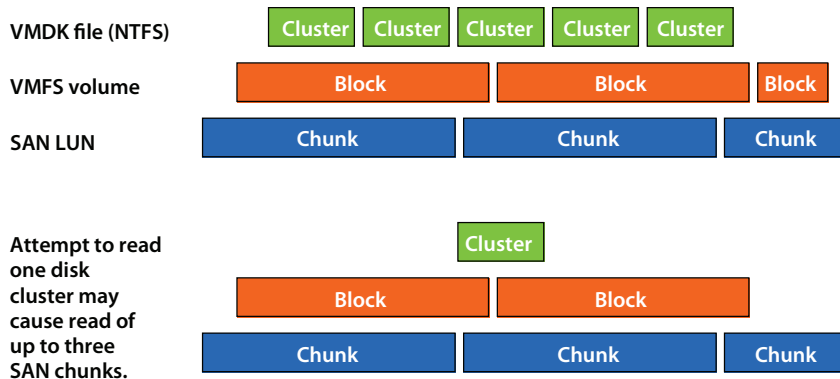 VMDK file (NTFS) Cluster Cluster Cluster Cluster Cluster
VMFS volume Block Block Block
SAN LUN Chunk Chunk Chunk
Attempt to read
one disk
cluster may
cause read of
up to three
SAN chunks.
Cluster
Block Block
Chunk Chunk Chunk